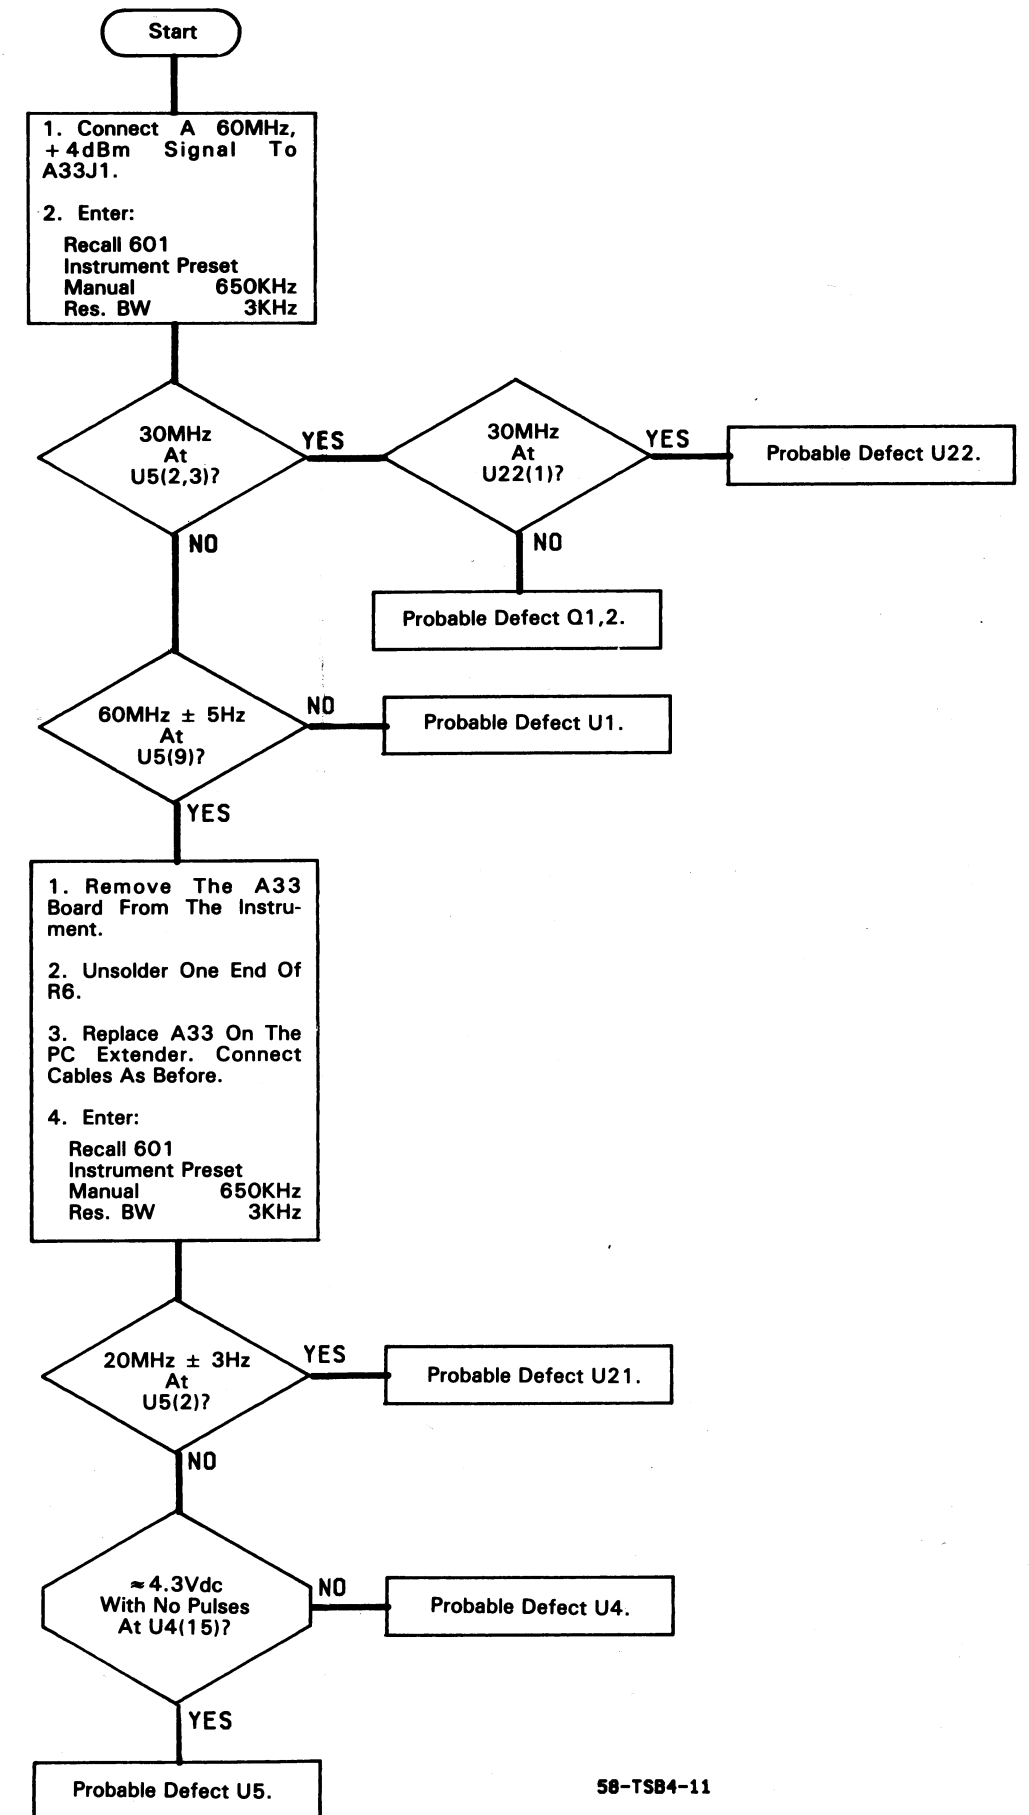 Start
1. Connect A 60MHz,
+4dBm Signal To
A33J1.
2. Enter:
Recall 601
Instrument Preset
Manual 650KHz
Res. BW 3KHz
30MHz
At
U5(2,3)?
YES
30MHz
At
U22(1)?
YES
Probable Defect U22.
NO
NO
Probable Defect Q1,2.
60MHz ± 5Hz
At
U5(9)?
NO
Probable Defect U1.
YES
1. Remove The A33
Board From The Instru-
ment.
2. Unsolder One End Of
R6.
3. Replace A33 On The
PC Extender. Connect
Cables As Before.
4. Enter:
Recall 601
Instrument Preset
Manual 650KHz
Res. BW 3KHz
20MHz ± 3Hz
At
U5(2)?
YES
Probable Defect U21.
NO
≈4.3Vdc
With No Pulses
At U4(15)?
NO
Probable Defect U4.
YES
Probable Defect U5.
58-TSB4-11